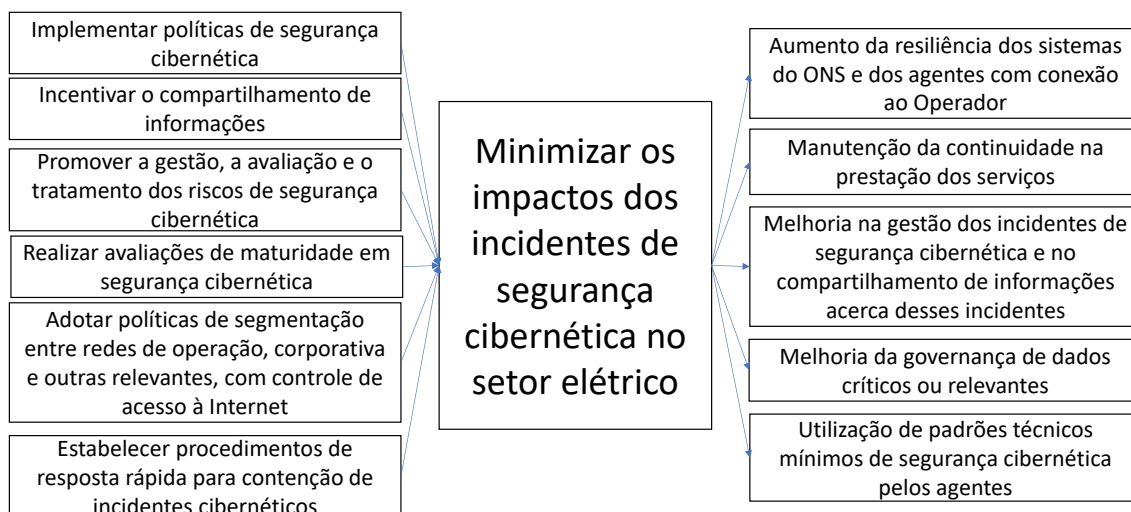 Implementar políticas de segurança
cibernética
Incentivar o compartilhamento de
informações
Promover a gestão, a avaliação e o
tratamento dos riscos de segurança
cibernética
Realizar avaliações de maturidade em
segurança cibernética
Adotar políticas de segmentação
entre redes de operação, corporativa
e outras relevantes, com controle de
acesso à Internet
Estabelecer procedimentos de
resposta rápida para contenção de
incidentes cibernéticos
Minimizar os
impactos dos
incidentes de
segurança
cibernética no
setor elétrico
Aumento da resiliência dos sistemas
do ONS e dos agentes com conexão
ao Operador
Manutenção da continuidade na
prestação dos serviços
Melhoria na gestão dos incidentes de
segurança cibernética e no
compartilhamento de informações
acerca desses incidentes
Melhoria da governança de dados
críticos ou relevantes
Utilização de padrões técnicos
mínimos de segurança cibernética
pelos agentes